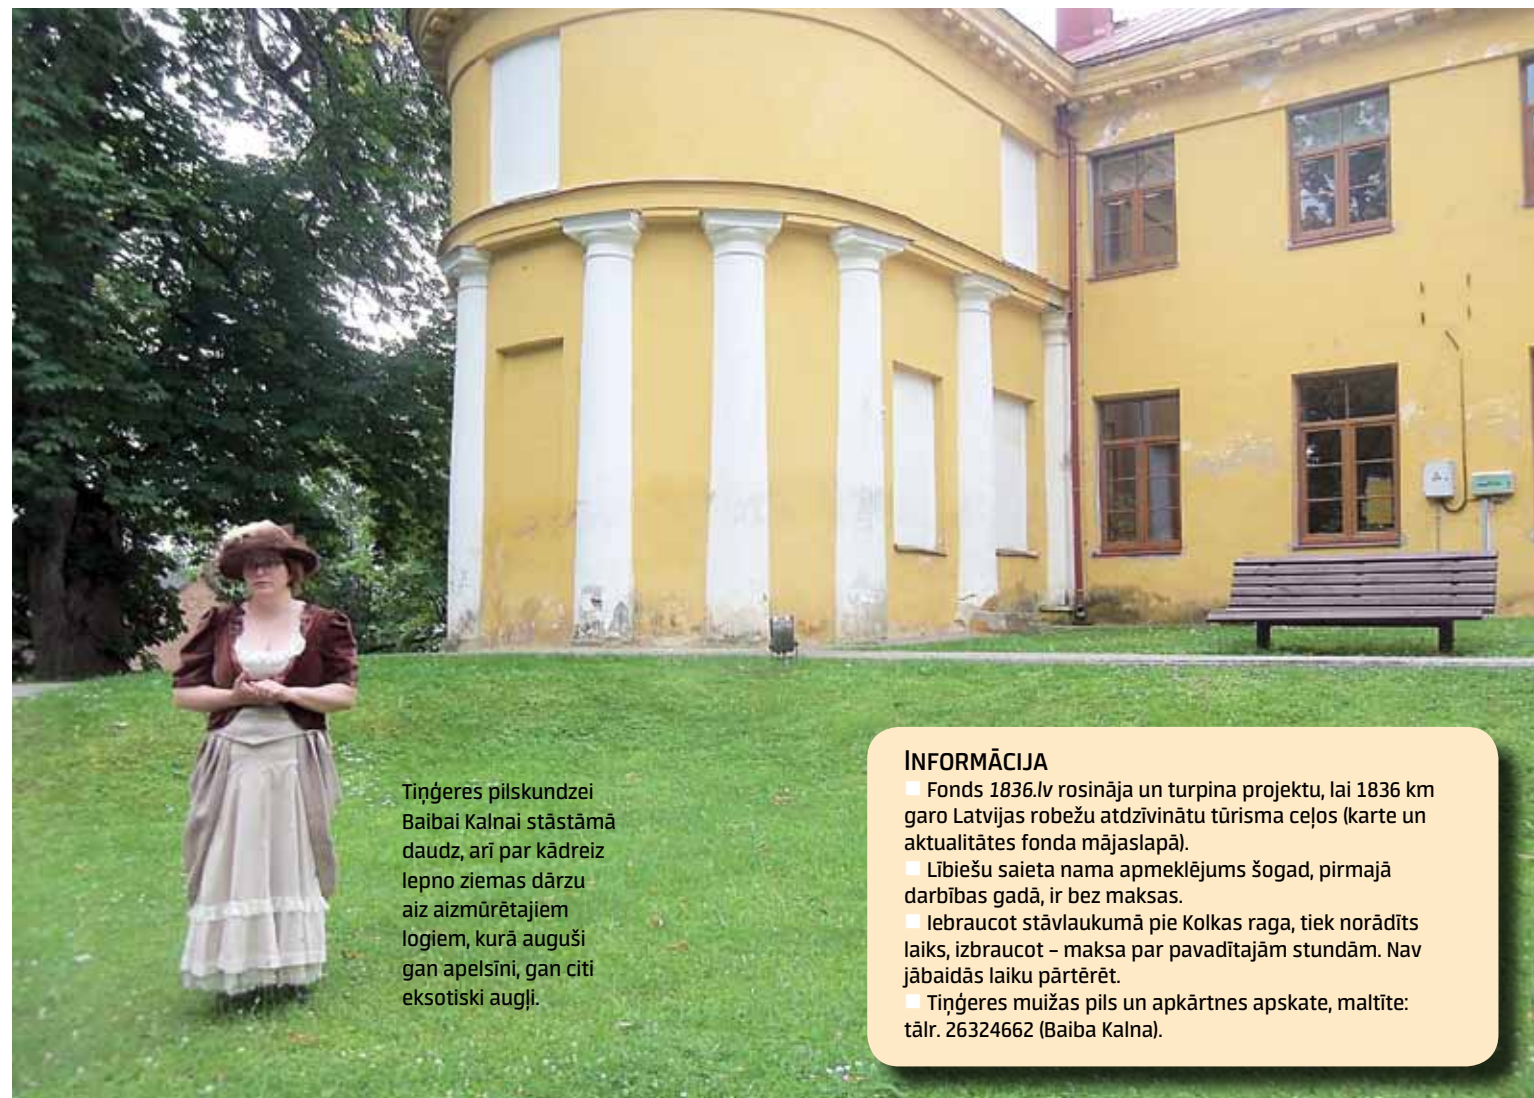 Tiņģeres pilskundzei
Baibai Kalnai stāstāmā
daudz, arī par kādreiz
lepno ziemas dārzu
aiz aizmūrētajiem
logiem, kurā auguši
gan apelsīni, gan citi
eksotiski augļi.
INFORMĀCIJA
Fonds 1836.lv rosināja un turpina projektu, lai 1836 km
garo Latvijas robežu atdzīvinātu tūrisma ceļos (karte un
aktualitātes fonda mājaslapā).
Lībiešu saieta nama apmeklējums šogad, pirmajā
darbības gadā, ir bez maksas.
Iebraucot stāvlaukumā pie Kolkas raga, tiek norādīts
laiks, izbraucot – maksa par pavadītajām stundām. Nav
jābaidās laiku pārtērēt.
Tiņģeres muižas pils un apkārtnes apskate, maltīte:
tālr. 26324662 (Baiba Kalna).